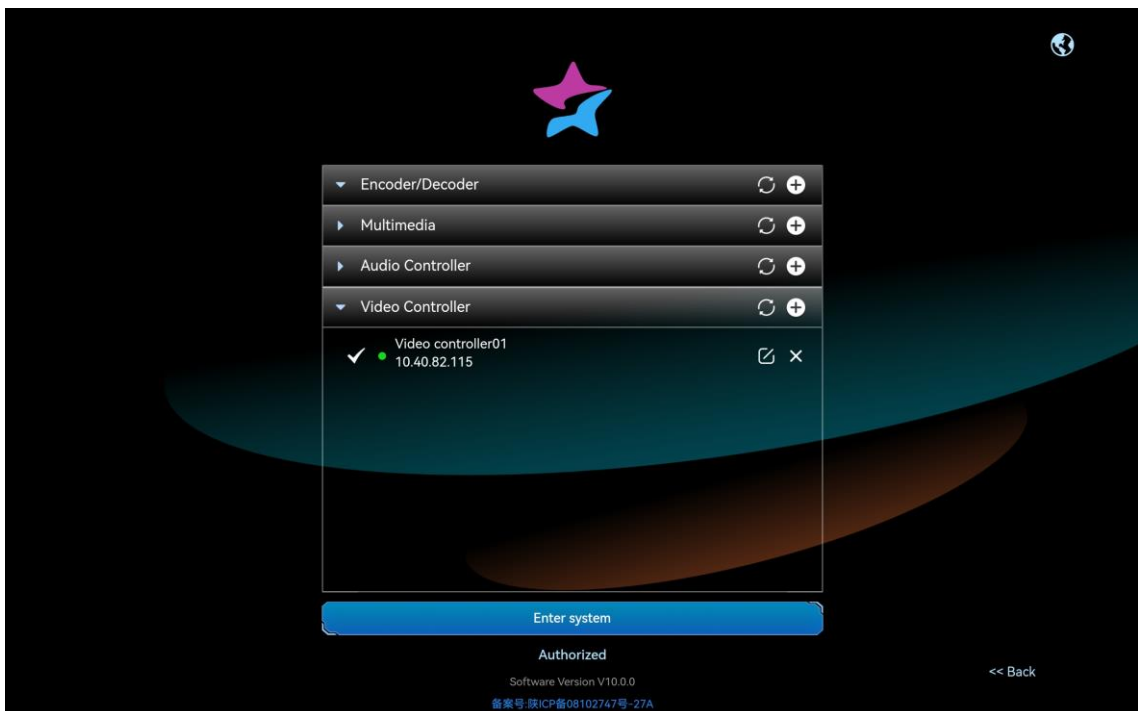 Encoder/Decoder
Multimedia
Audio Controller
Video Controller
Video controller01
10.40.82.115
Enter system
Authorized
<< Back
Software Version V10.0.0
备案号:陕ICP备08102747号-27A